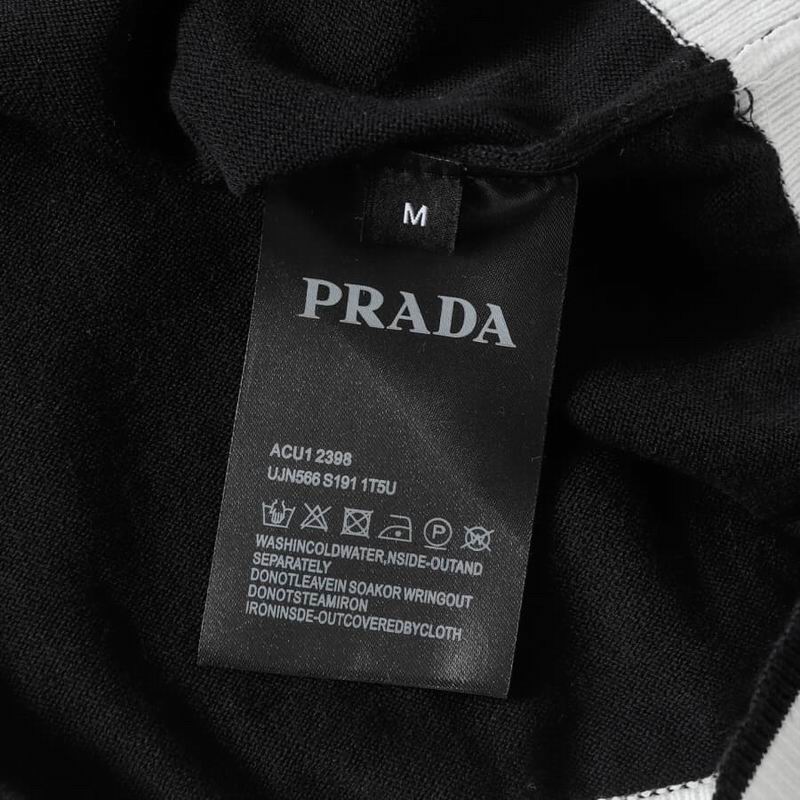 M
PRADA
ACU1 2398
UJN566 S191 1T5U
P
WASHINCOLDWATER,NSIDE-OUTAND
SEPARATELY
DONOTLEAVEIN SOAKOR WRINGOUT
DONOTSTEAMIRON
IRONINSDE-OUTCOVEREDBYCLOTH